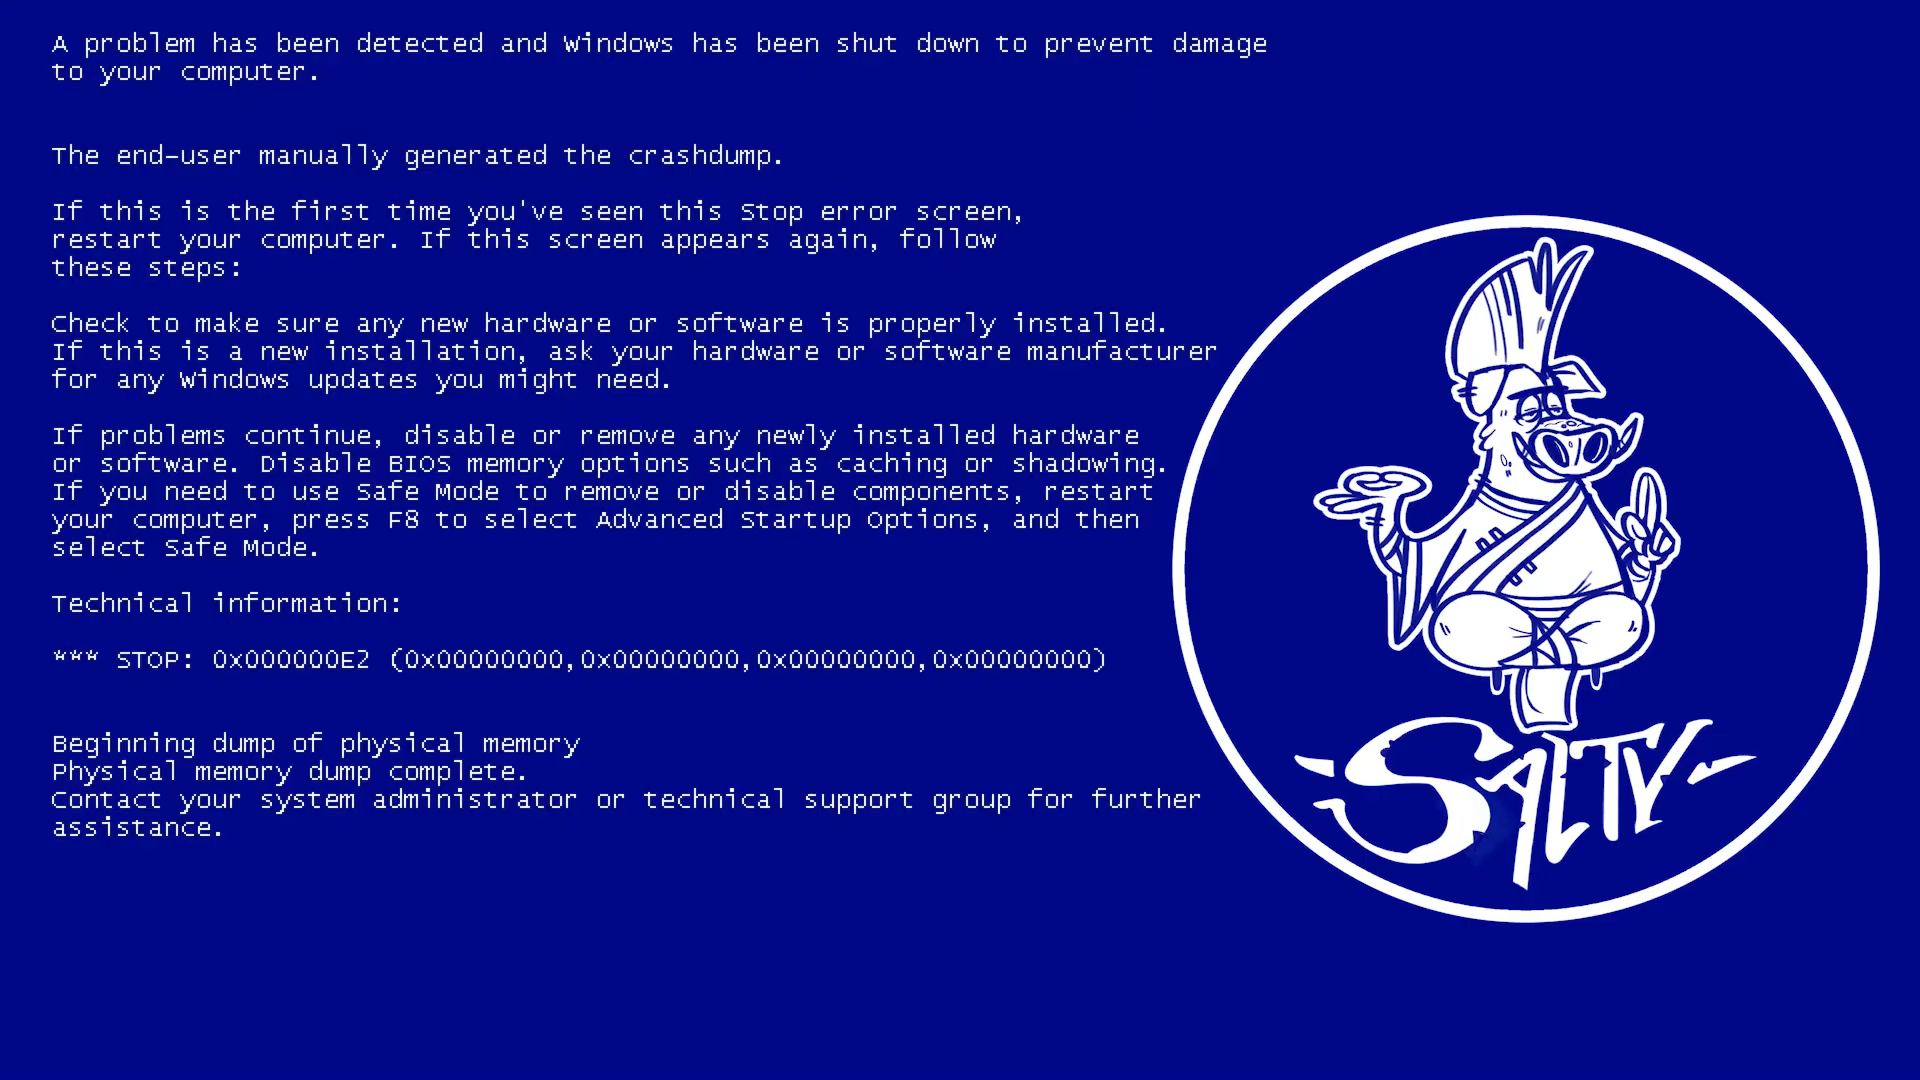 A problem has been detected and Windows has been shut down to prevent damage
to your computer.
The end-user manually generated the crashdump.
If this is the first time you've seen this Stop error screen,
restart your computer. If this screen appears again, follow
these steps:
Check to make sure any new hardware or software is properly installed.
If this is a new installation, ask your hardware or software manufacturer
for any Windows updates you might need.
If problems continue, disable or remove any newly installed hardware
or software. Disable BIOS memory options such as caching or shadowing.
If you need to use Safe Mode to remove or disable components, restart
your computer, press F8 to select Advanced Startup Options, and then
select Safe Mode.
Technical information:
*** STOP: 0x000000E2 (0x00000000,0x00000000,0x00000000,0x00000000)
Beginning dump of physical memory
Physical memory dump complete.
Contact your system administrator or technical support group for further
assistance.
SALTY